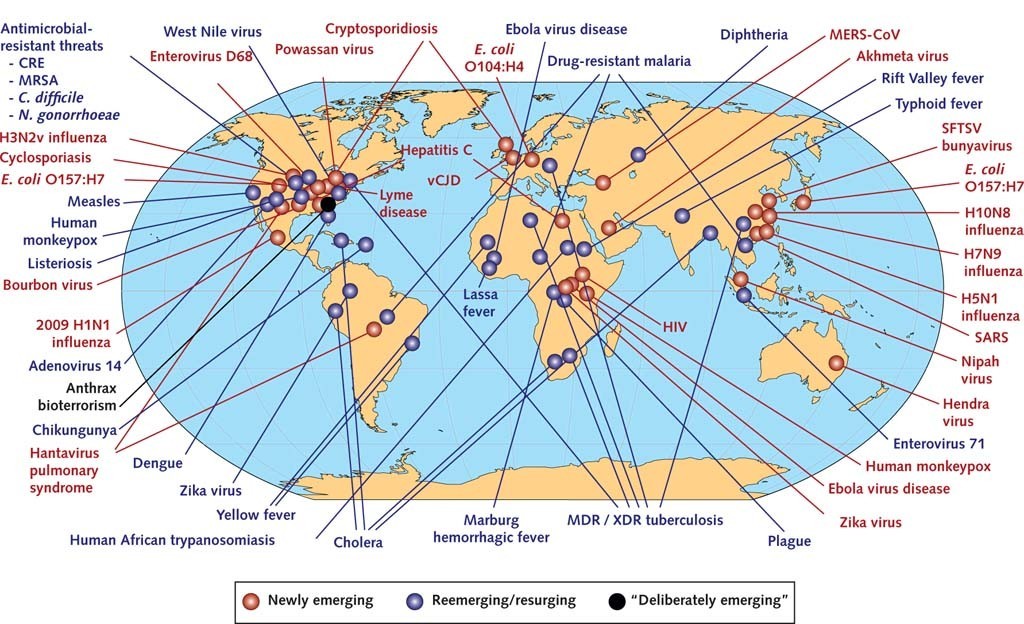 Antimicrobial-
resistant threats
- CRE
- MRSA
- C. difficile
- N. gonorrhoeae
West Nile virus
Enterovirus D68
Cryptosporidiosis
Powassan virus
E. coli
O104:H4
Ebola virus disease
Drug-resistant malaria
Diphtheria
MERS-CoV
Akhmeta virus
Rift Valley fever
Typhoid fever
SFTSV
bunyavirus
E. coli
O157:H7
H10N8
influenza
H7N9
influenza
H5N1
influenza
SARS
Nipah
virus
Hendra
virus
Enterovirus 71
Human monkeypox
Ebola virus disease
Zika virus
Plague
H3N2v influenza
Cyclosporiasis
E. coli O157:H7
Measles
Human
monkeypox
Listeriosis
Bourbon virus
2009 H1N1
influenza
Adenovirus 14
Anthrax
bioterrorism
Chikungunya
Hantavirus
pulmonary
syndrome
Dengue
Zika virus
Yellow fever
Human African trypanosomiasis
Cholera
Marburg
hemorrhagic fever
MDR / XDR tuberculosis
Hepatitis C
vCJD
Lyme
disease
Lassa
fever
HIV
Newly emerging
Reemerging/resurging
“Deliberately emerging”